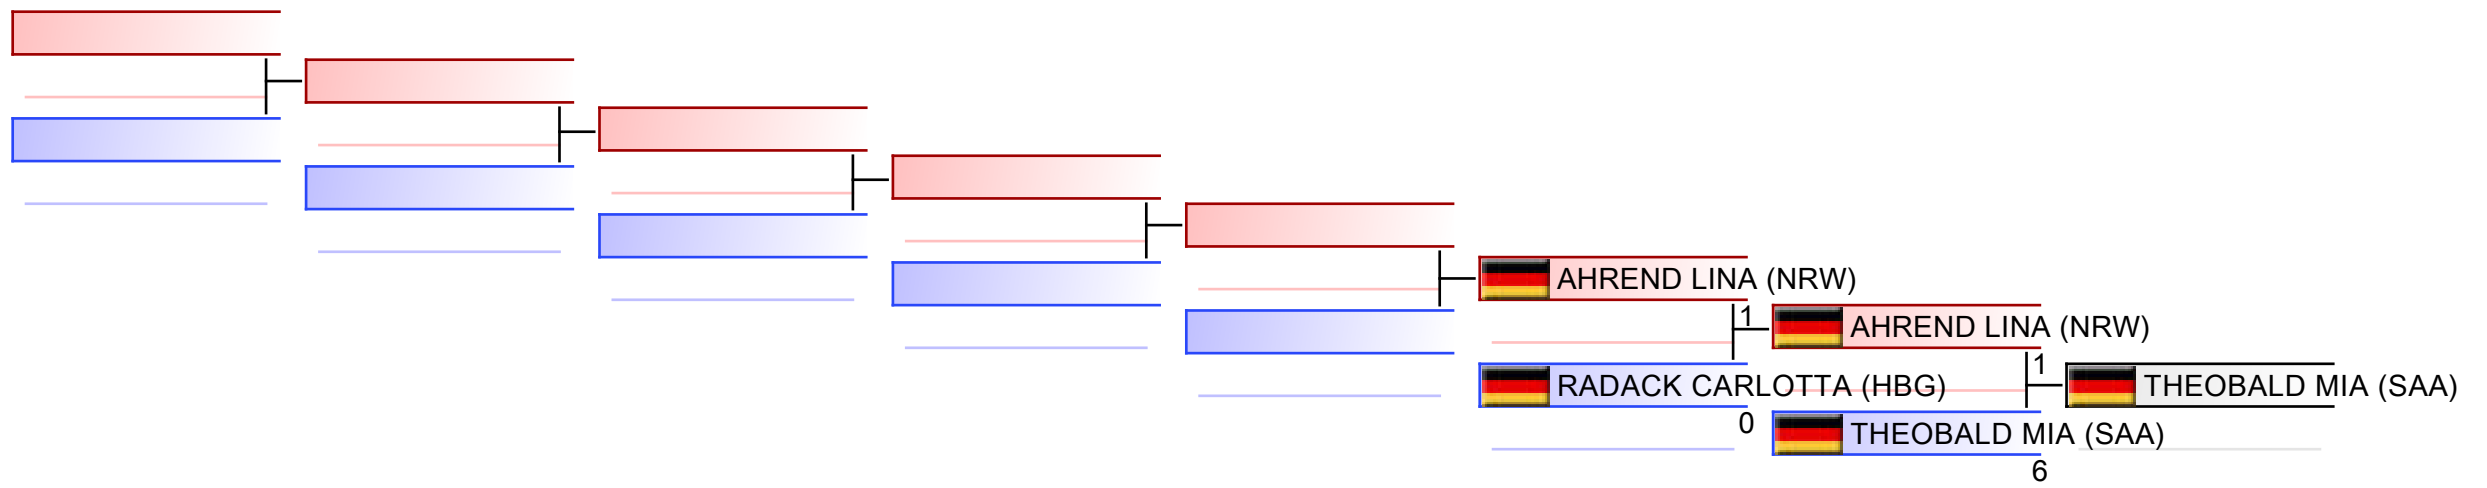 AHREND LINA (NRW)
1
AHREND LINA (NRW)
RADACK CARLOTTA (HBG)
0
1
THEOBALD MIA (SAA)
THEOBALD MIA (SAA)
6